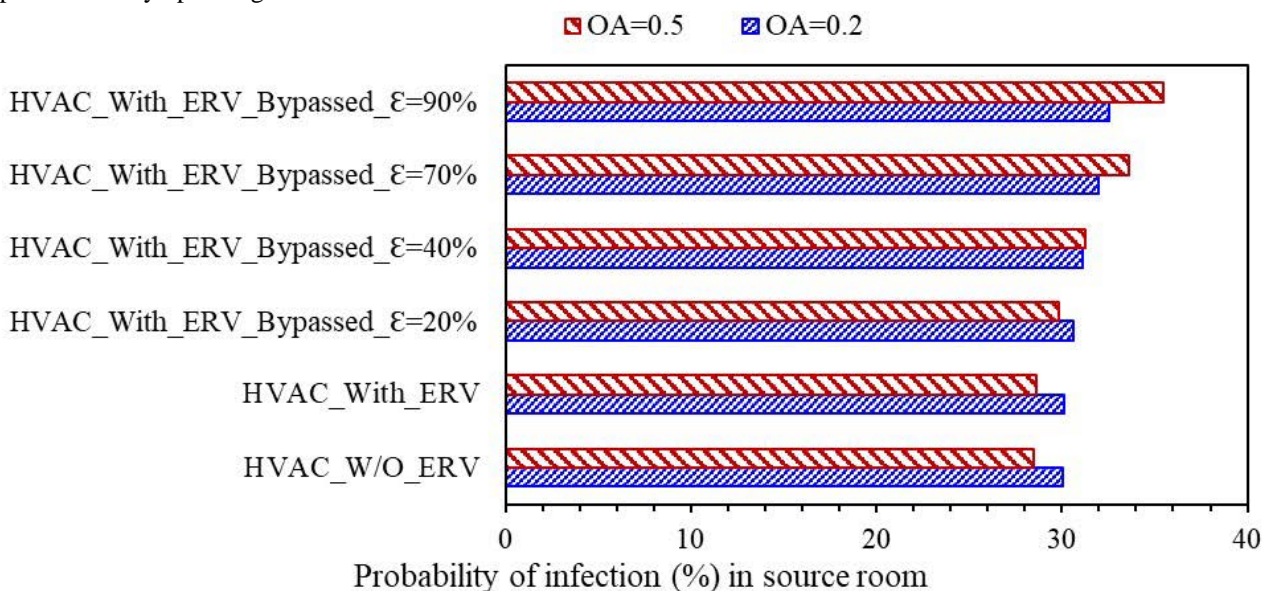 OA=0.5 OA=0.2
HVAC_With_ERV_Bypassed_Ɛ=90%
HVAC_With_ERV_Bypassed_Ɛ=70%
HVAC_With_ERV_Bypassed_Ɛ=40%
HVAC_With_ERV_Bypassed_Ɛ=20%
HVAC_With_ERV
HVAC_W/O_ERV
0 10 20 30 40
Probability of infection (%) in source room